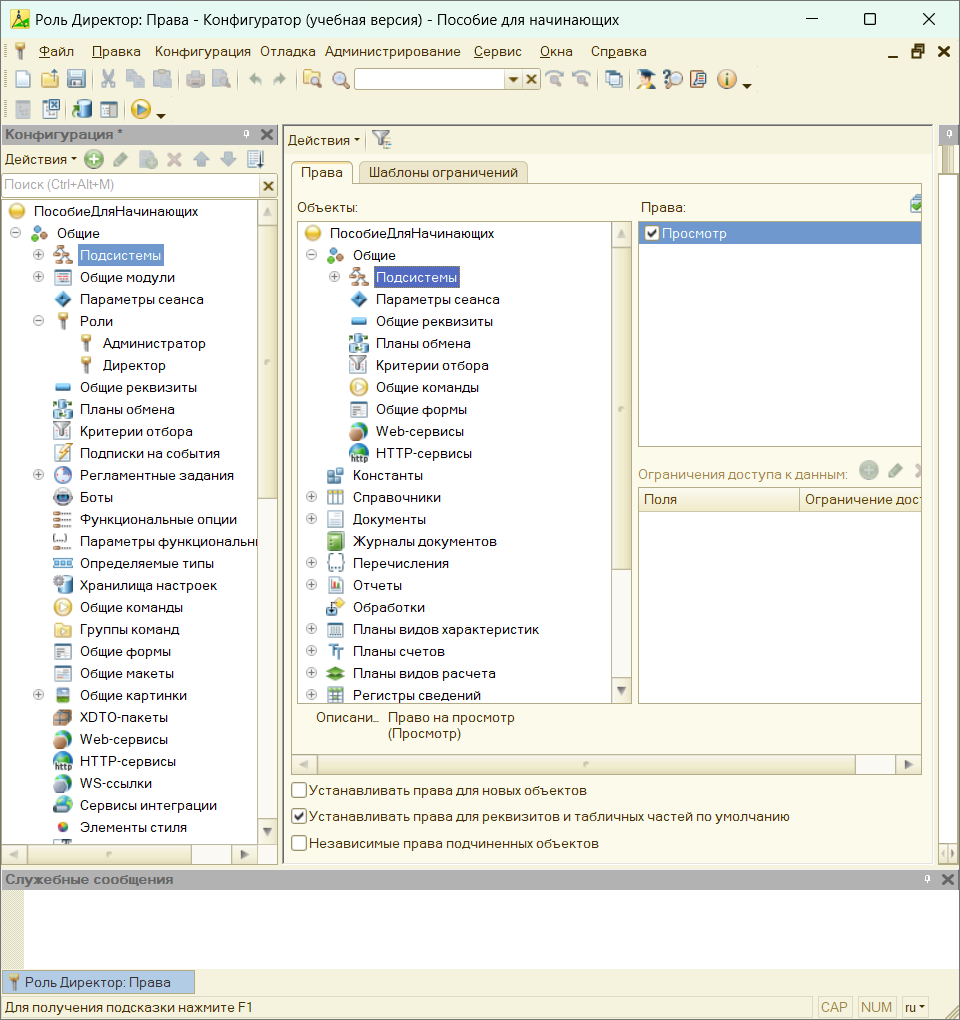 Роль Директор: Права - Конфигуратор (учебная версия) - Пособие для начинающих
Файл Правка Конфигурация Отладка Администрирование Сервис Окна Справка
Конфигурация *
Действия
Поиск (Ctrl+Alt+M)
ПособиеДляНачинающих
Общие
Подсистемы
Общие модули
Параметры сеанса
Роли
Администратор
Директор
Общие реквизиты
Планы обмена
Критерии отбора
Подписки на события
Регламентные задания
Боты
Функциональные опции
Параметры функциональн
Определяемые типы
Хранилища настроек
Общие команды
Группы команд
Общие формы
Общие макеты
Общие картинки
XDTO-пакеты
Web-сервисы
HTTP-сервисы
WS-ссылки
Сервисы интеграции
Элементы стиля
Действия
Права Шаблоны ограничений
Объекты:
ПособиеДляНачинающих
Общие
Подсистемы
Параметры сеанса
Общие реквизиты
Планы обмена
Критерии отбора
Общие команды
Общие формы
Web-сервисы
HTTP-сервисы
Константы
Справочники
Документы
Журналы документов
Перечисления
Отчеты
Обработки
Планы видов характеристик
Планы счетов
Планы видов расчета
Регистры сведений
Права:
Просмотр
Ограничения доступа к данным:
Поля Ограничение дост
Описани... Право на просмотр
(Просмотр)
Устанавливать права для новых объектов
Устанавливать права для реквизитов и табличных частей по умолчанию
Независимые права подчиненных объектов
Служебные сообщения
Роль Директор: Права
Для получения подсказки нажмите F1 CAP NUM ru